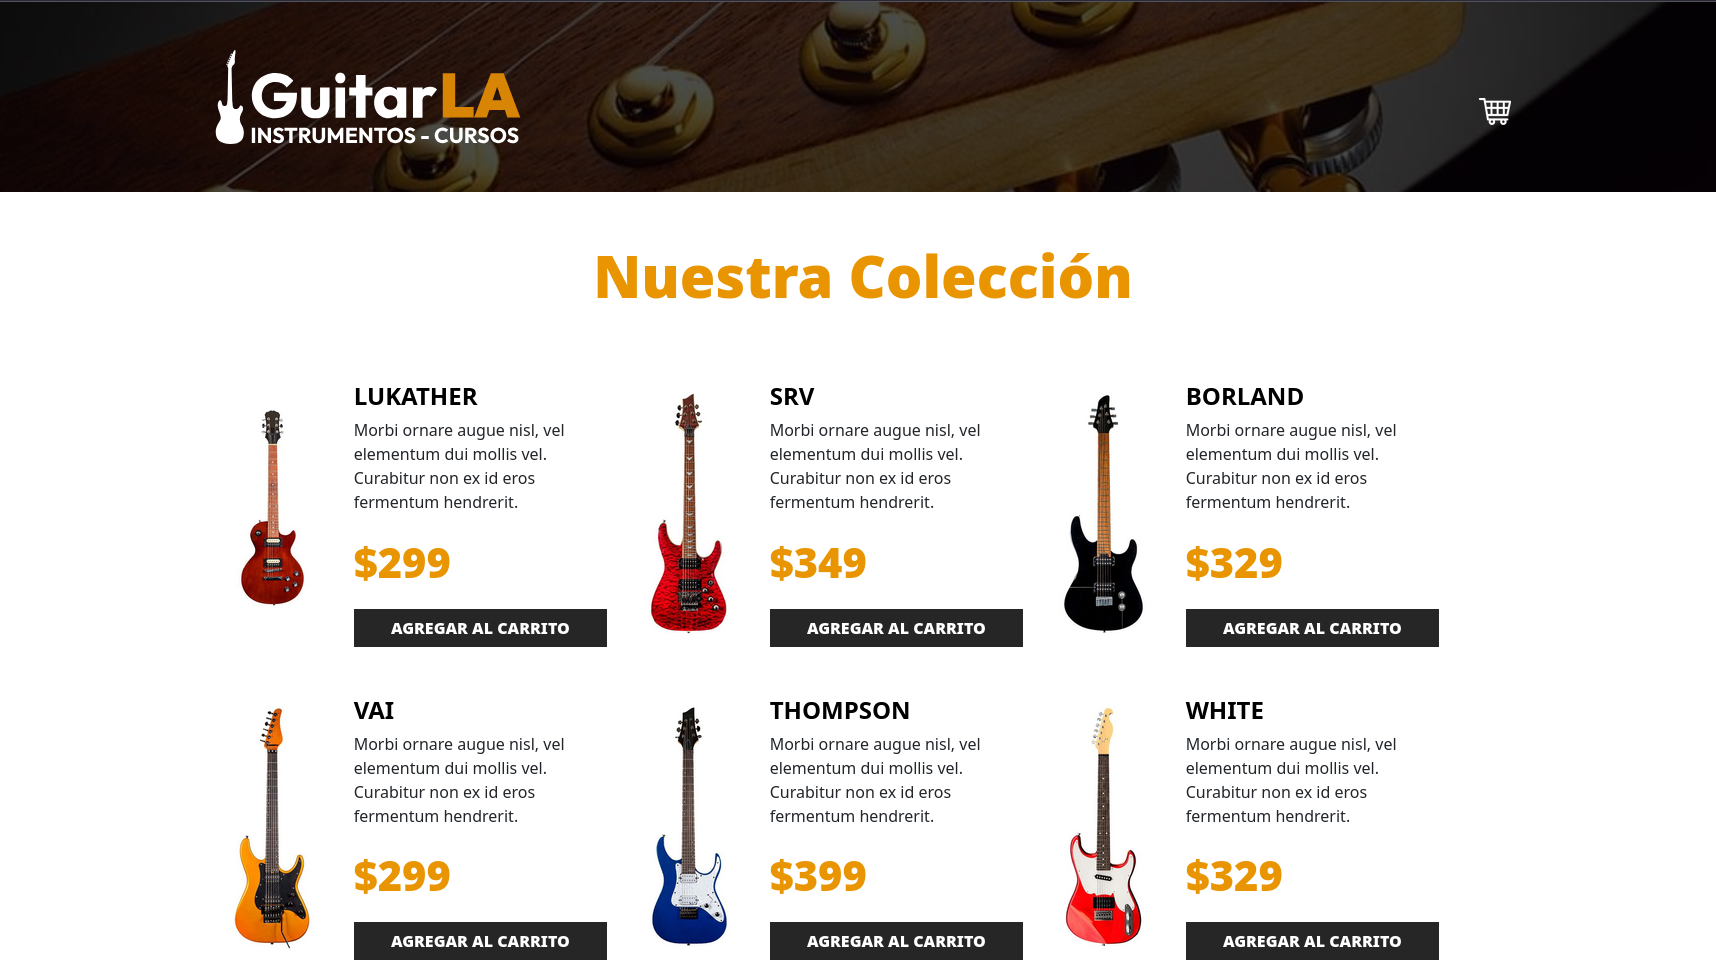 GuitarLA
INSTRUMENTOS - CURSOS
Nuestra Colección
LUKATHER
Morbi ornare augue nisl, vel
elementum dui mollis vel.
Curabitur non ex id eros
fermentum hendrerit.
$299
AGREGAR AL CARRITO
SRV
Morbi ornare augue nisl, vel
elementum dui mollis vel.
Curabitur non ex id eros
fermentum hendrerit.
$349
AGREGAR AL CARRITO
BORLAND
Morbi ornare augue nisl, vel
elementum dui mollis vel.
Curabitur non ex id eros
fermentum hendrerit.
$329
AGREGAR AL CARRITO
VAI
Morbi ornare augue nisl, vel
elementum dui mollis vel.
Curabitur non ex id eros
fermentum hendrerit.
$299
AGREGAR AL CARRITO
THOMPSON
Morbi ornare augue nisl, vel
elementum dui mollis vel.
Curabitur non ex id eros
fermentum hendrerit.
$399
AGREGAR AL CARRITO
WHITE
Morbi ornare augue nisl, vel
elementum dui mollis vel.
Curabitur non ex id eros
fermentum hendrerit.
$329
AGREGAR AL CARRITO